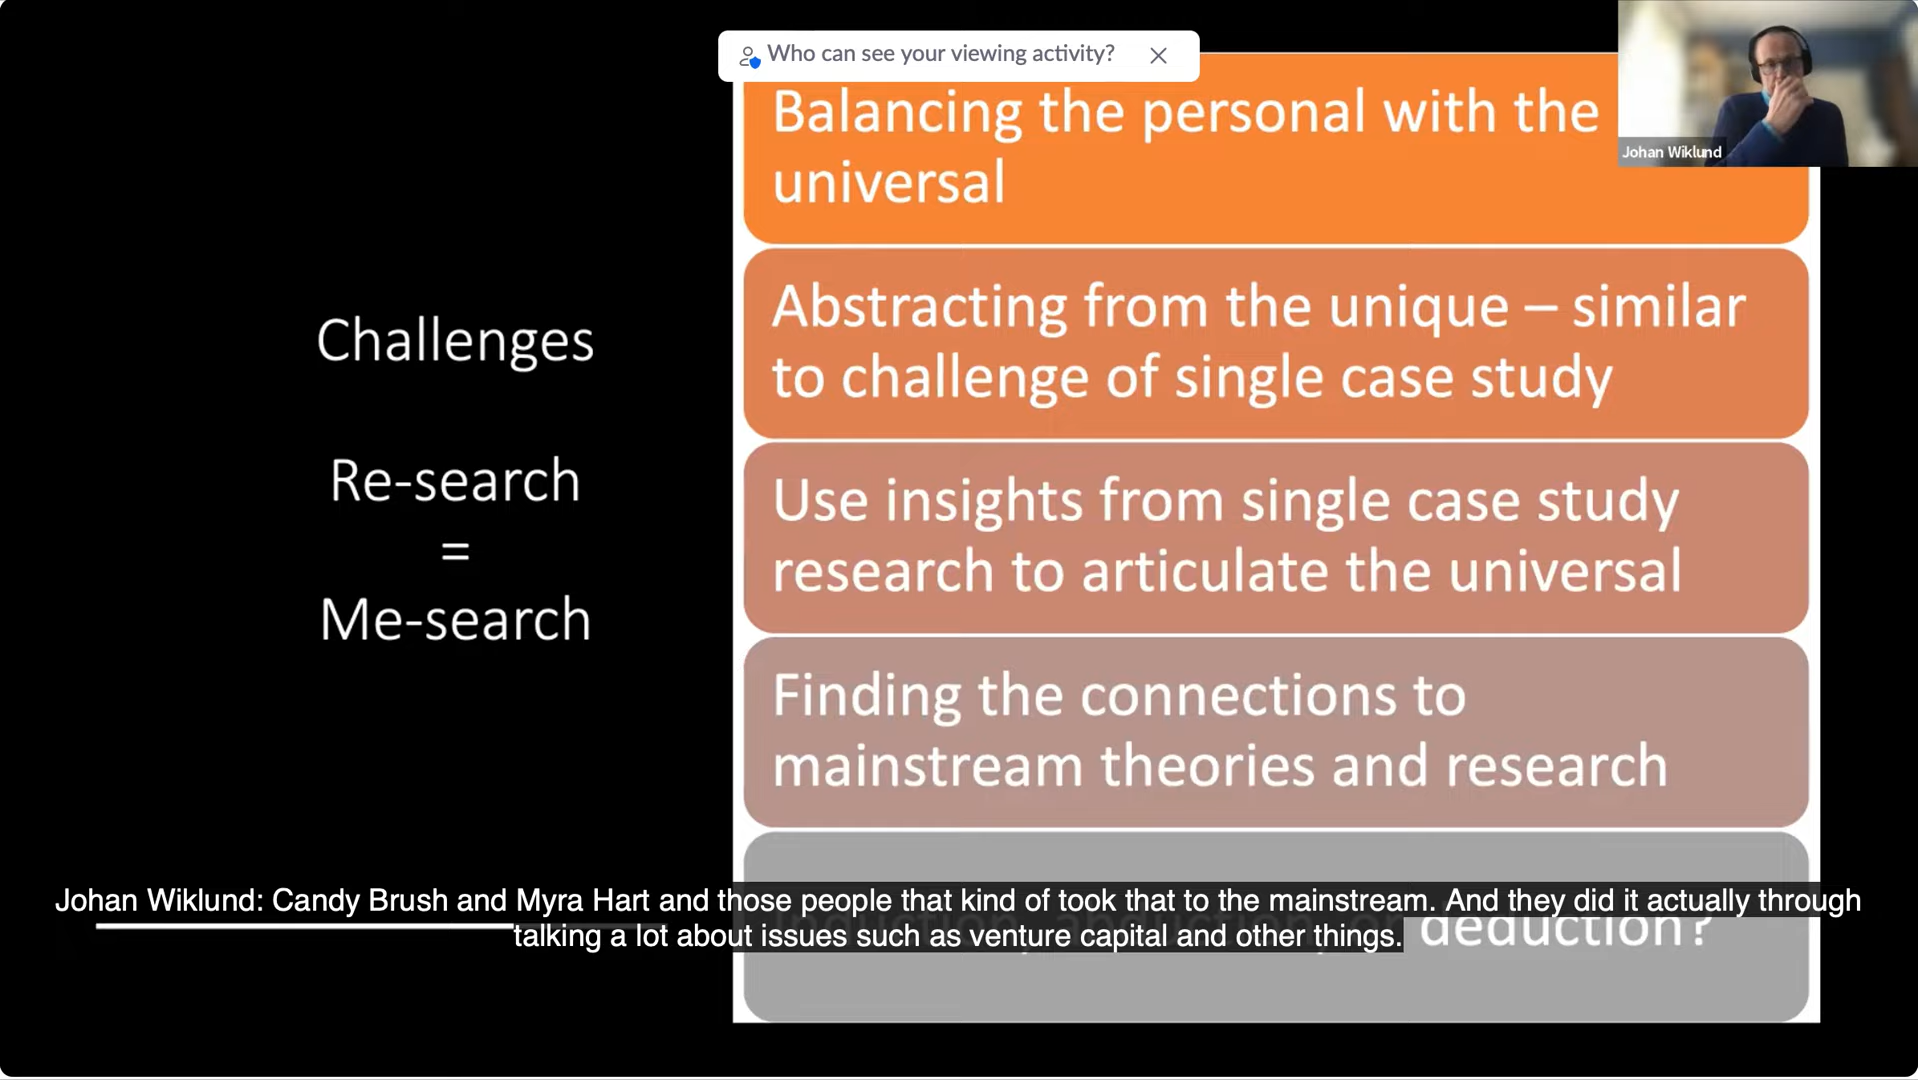 Who can see your viewing activity?
Balancing the personal with the
universal
Johan Wiklund
Challenges
Re-search
=
Me-search
Abstracting from the unique – similar
to challenge of single case study
Use insights from single case study
research to articulate the universal
Finding the connections to
mainstream theories and research
Johan Wiklund: Candy Brush and Myra Hart and those people that kind of took that to the mainstream. And they did it actually through
talking a lot about issues such as venture capital and other things.
deduction?